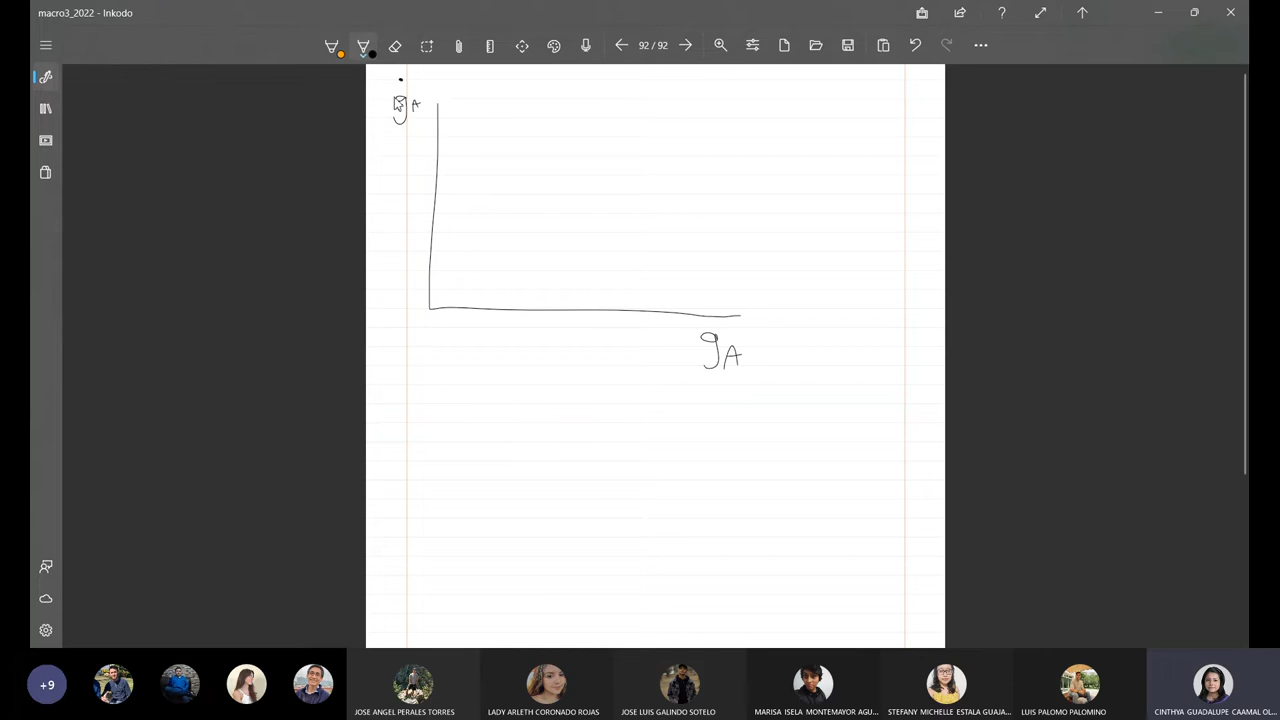 macro3_2022 - Inkodo
92 / 92
ġA
gA
+9
JOSE ANGEL PERALES TORRES
LADY ARLETH CORONADO ROJAS
JOSE LUIS GALINDO SOTELO
MARISA ISELA MONTEMAYOR AGU...
STEFANY MICHELLE ESTALA GUAJA...
LUIS PALOMO PALOMINO
CINTHYA GUADALUPE CAAMAL OL...